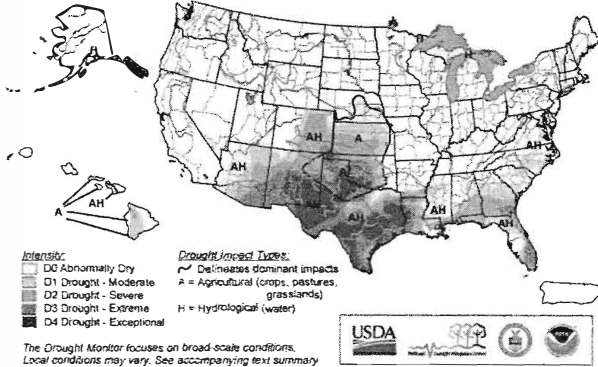 H
AH
A
AH
A
AH
AH
AH
AH
A
AH
Intensity:
D0 Abnormally Dry
D1 Drought - Moderate
D2 Drought - Severe
D3 Drought - Extreme
D4 Drought - Exceptional
Drought Impact Types:
Delineates dominant impacts
A = Agricultural (crops, pastures,
grasslands)
H = Hydrological (water)
The Drought Monitor focuses on broad-scale conditions.
Local conditions may vary. See accompanying text summary
USDA